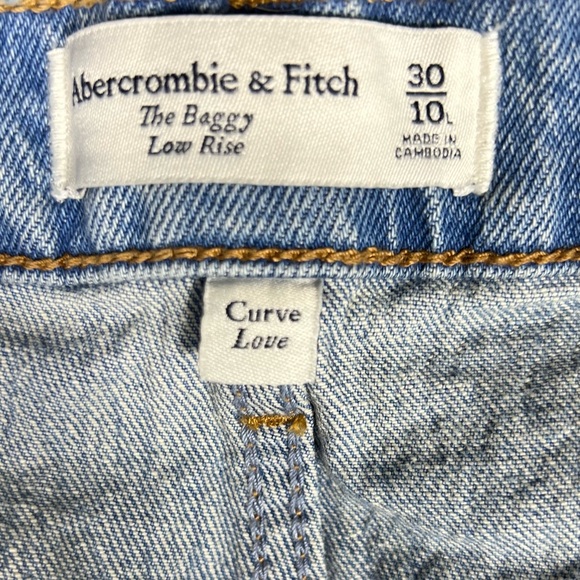 Abercrombie & Fitch
The Baggy
Low Rise
30
10L
MADE IN
CAMBODIA
Curve
Love